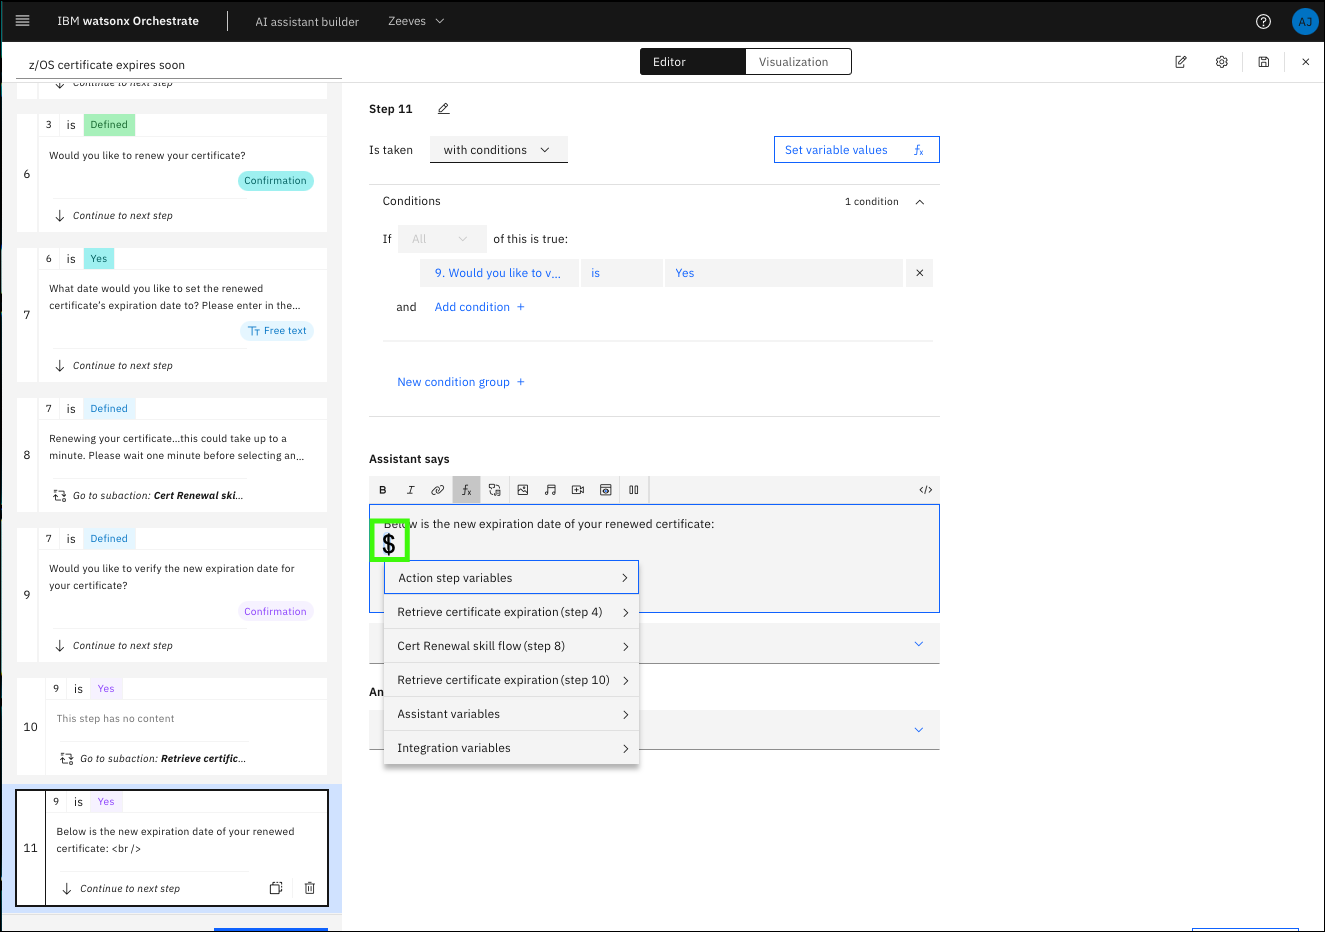 IBM watsonx Orchestrate
AI assistant builder
Zeeves
AJ
z/OS certificate expires soon
Editor
Visualization
Continue to next step
3 is Defined
6
Would you like to renew your certificate?
Confirmation
Continue to next step
6 is Yes
7
What date would you like to set the renewed
certificate's expiration date to? Please enter in the...
Free text
Continue to next step
7 is Defined
8
Renewing your certificate...this could take up to a
minute. Please wait one minute before selecting an...
Go to subaction: Cert Renewal ski...
7 is Defined
9
Would you like to verify the new expiration date for
your certificate?
Confirmation
Continue to next step
9 is Yes
10
This step has no content
Go to subaction: Retrieve certific...
9 is Yes
11
Below is the new expiration date of your renewed
certificate: <br />
Continue to next step
Step 11
Is taken
with conditions
Set variable values fx
Conditions
1 condition
If All of this is true:
9. Would you like to v... is Yes
and Add condition +
New condition group +
Assistant says
B I fx </>
Below is the new expiration date of your renewed certificate:
$
Action step variables
Retrieve certificate expiration (step 4)
Cert Renewal skill flow (step 8)
Retrieve certificate expiration (step 10)
An
Assistant variables
Integration variables